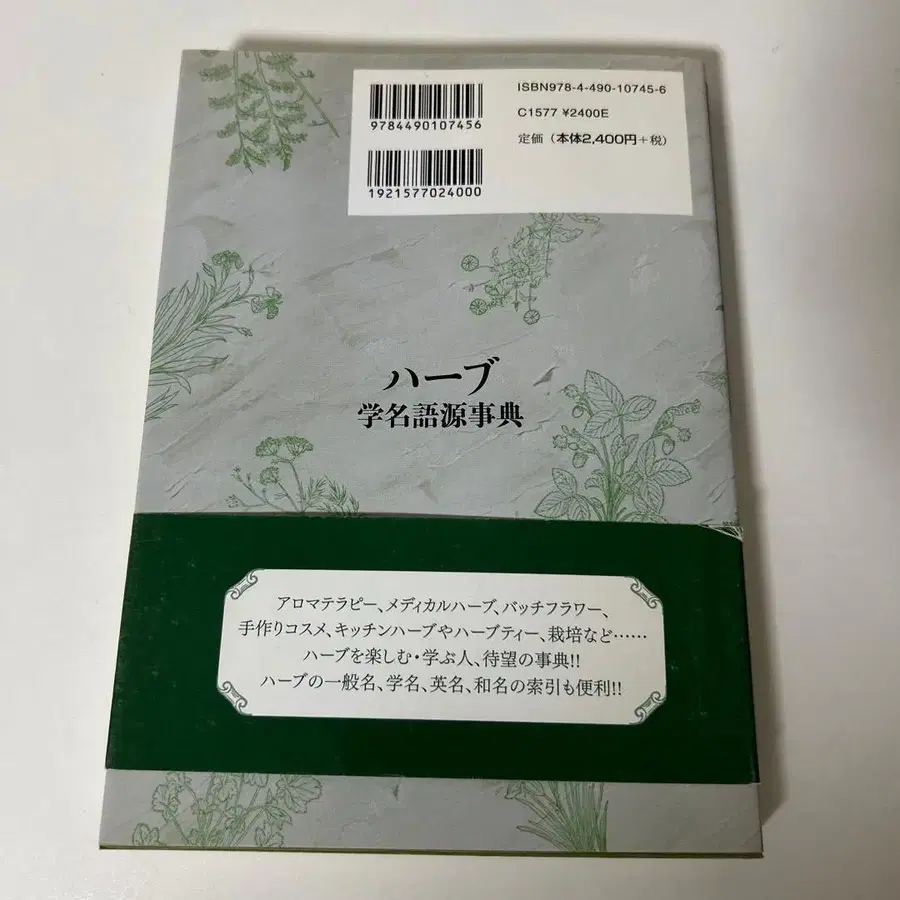 ISBN978-4-490-10745-6
C1577 ¥2400E
定価（本体2,400円＋税）
9784490107456
1921577024000
ハーブ
学名語源事典
アロマテラピー、メディカルハーブ、バッチフラワー、
手作りコスメ、キッチンハーブやハーブティー、栽培など……
ハーブを楽しむ・学ぶ人、待望の事典!!
ハーブの一般名、学名、英名、和名の索引も便利!!